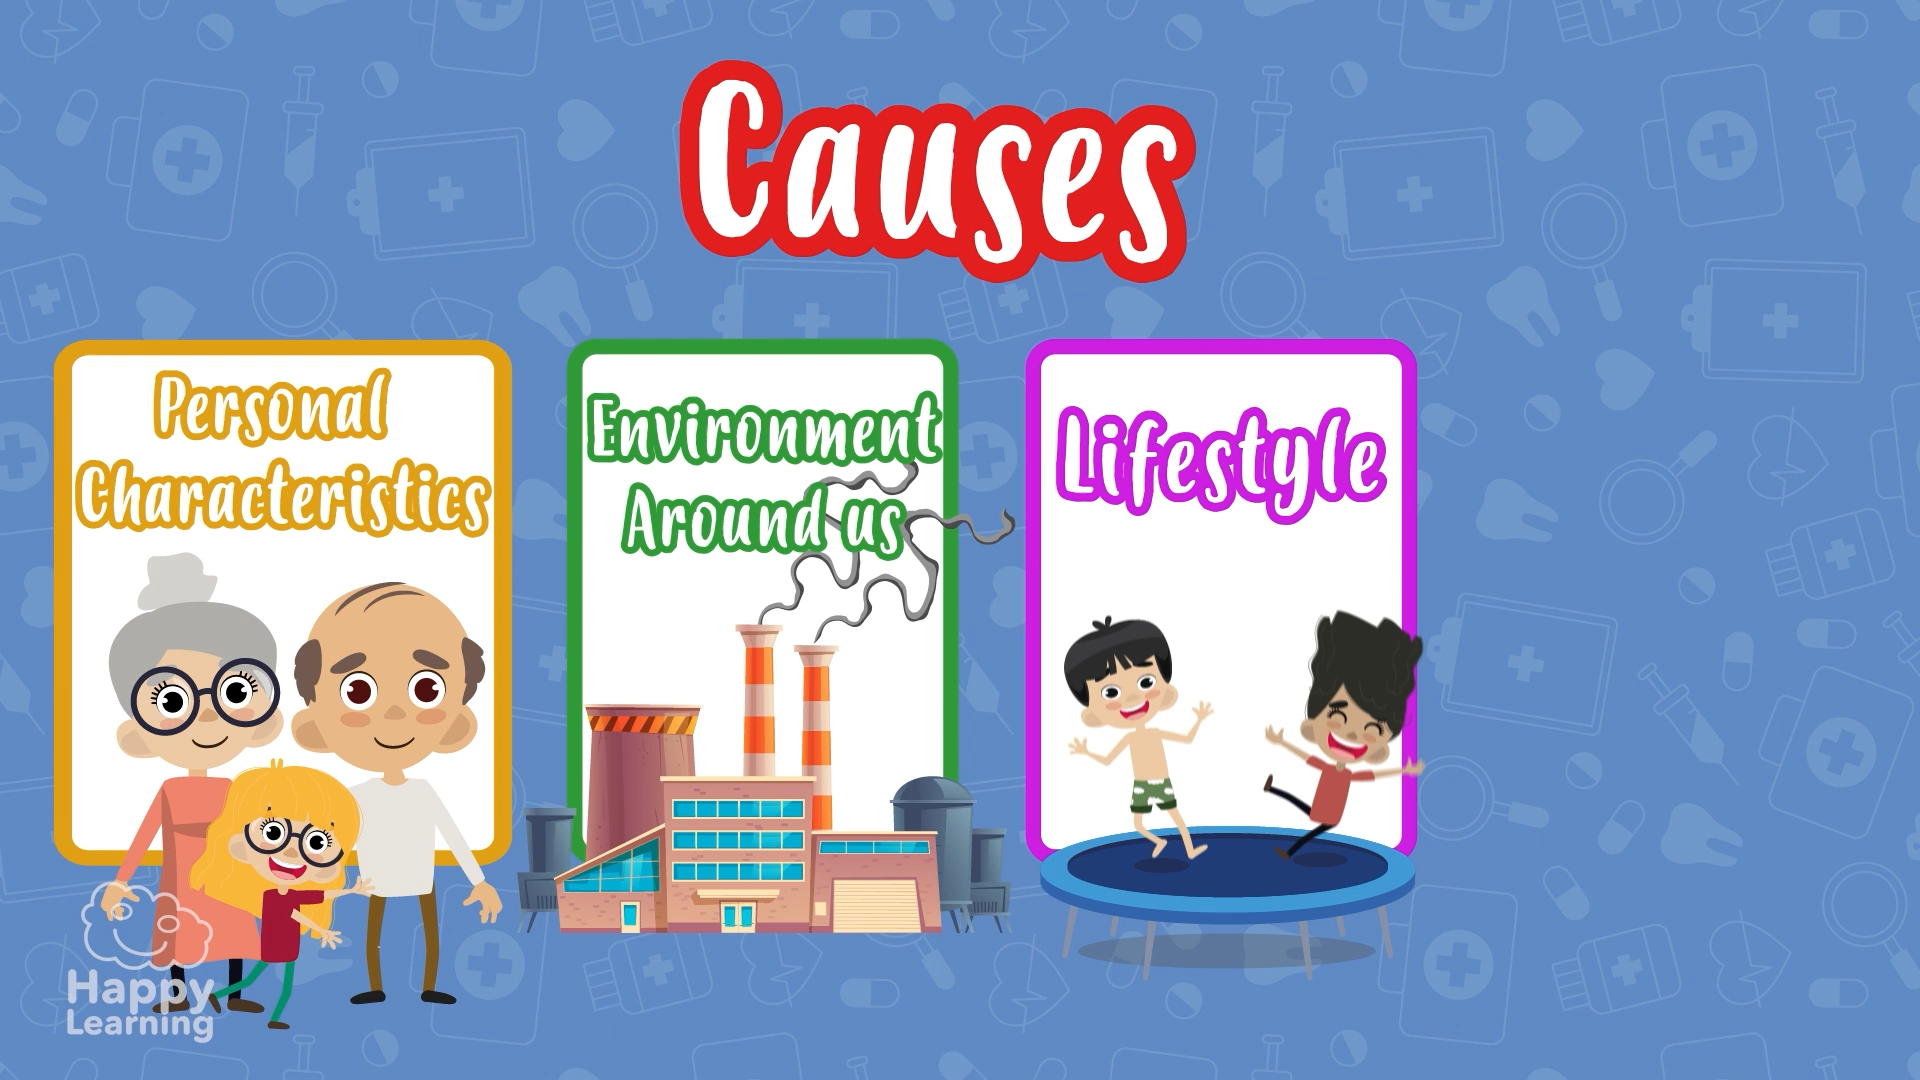 Causes
Personal
Characteristics
Environment
Around us
Lifestyle
Happy
Learning